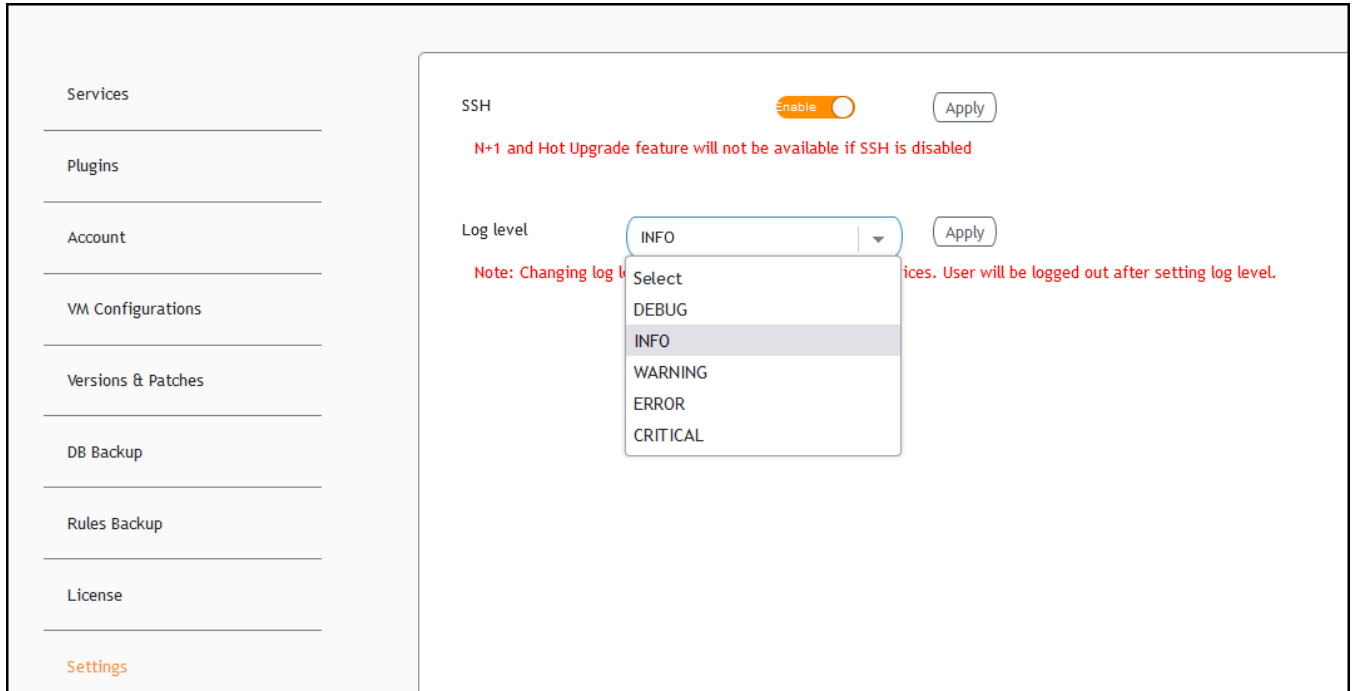 Services
Plugins
Account
VM Configurations
Versions & Patches
DB Backup
Rules Backup
License
Settings
SSH
Enable
Apply
N+1 and Hot Upgrade feature will not be available if SSH is disabled
Log level
INFO
Apply
Note: Changing log ices. User will be logged out after setting log level.
Select
DEBUG
INFO
WARNING
ERROR
CRITICAL